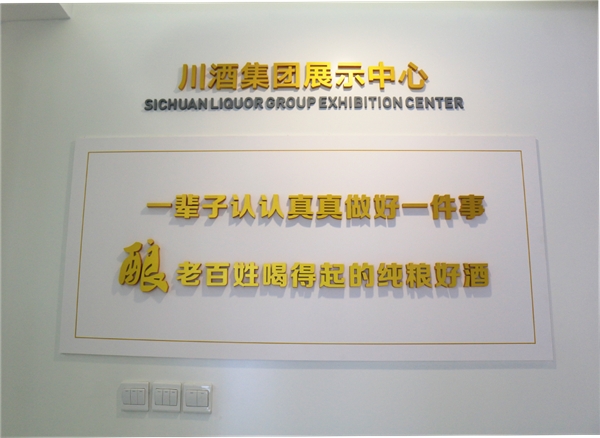 川酒集团展示中心
SICHUAN LIQUOR GROUP EXHIBITION CENTER
一辈子认认真真做好一件事
酿老百姓喝得起的纯粮好酒